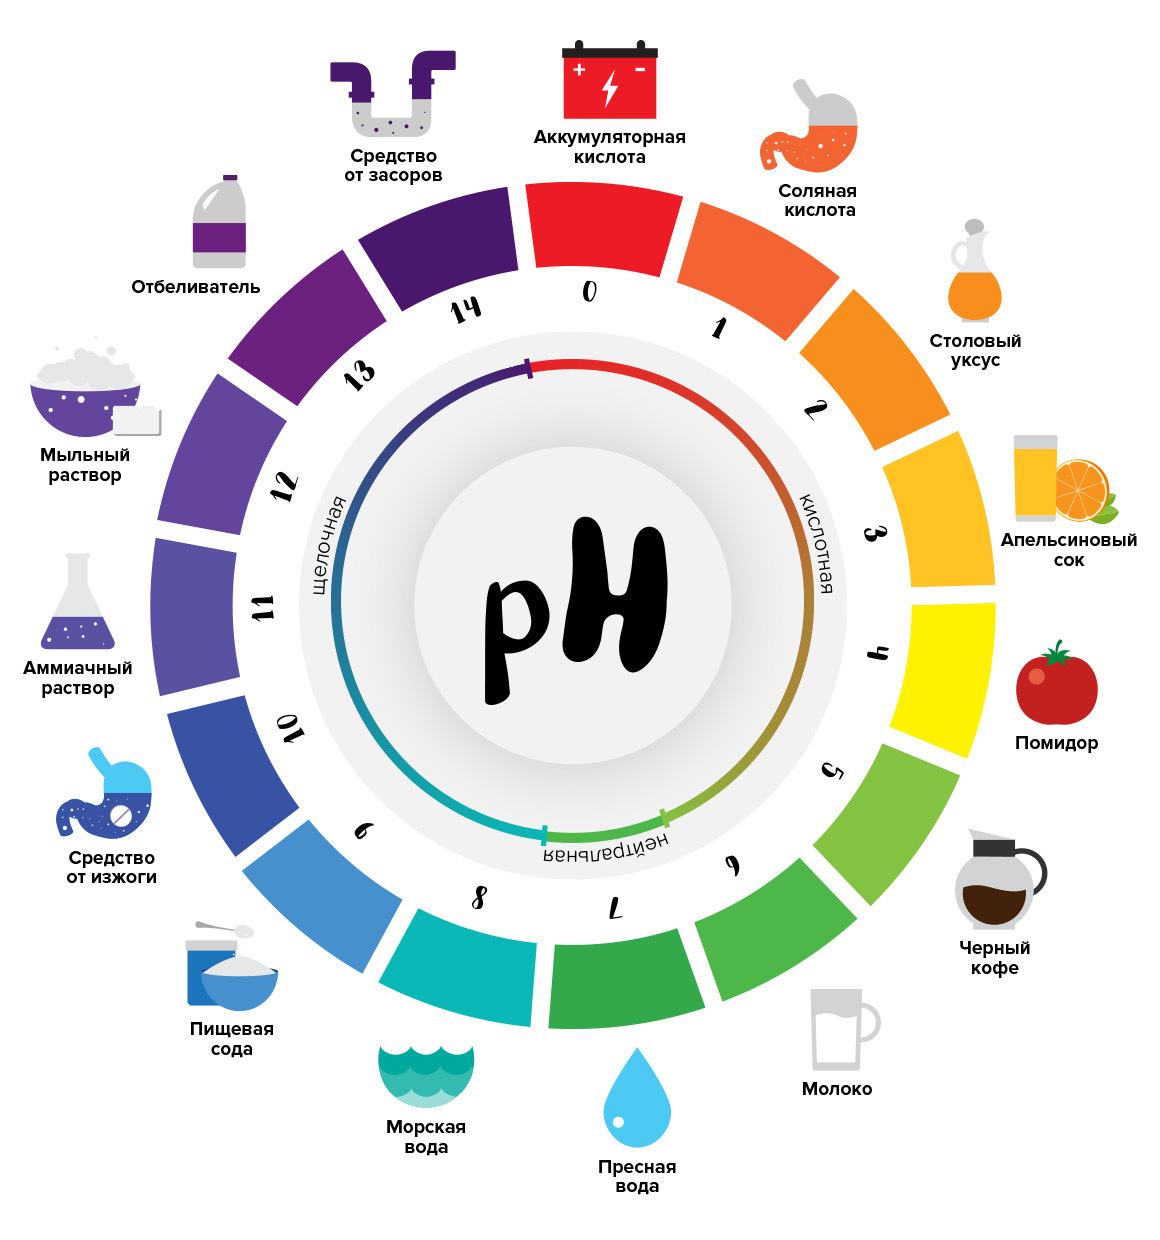 Аккумуляторная
кислота
Соляная
кислота
Столовый
уксус
Апельсиновый
сок
Помидор
Черный
кофе
Молоко
Пресная
вода
Морская
вода
Пищевая
сода
Средство
от изжоги
Аммиачный
раствор
Мыльный
раствор
Отбеливатель
Средство
от засоров
0
1
2
3
4
5
6
7
8
9
10
11
12
13
14
кислотная
нейтральная
щелочная
pH
+ −